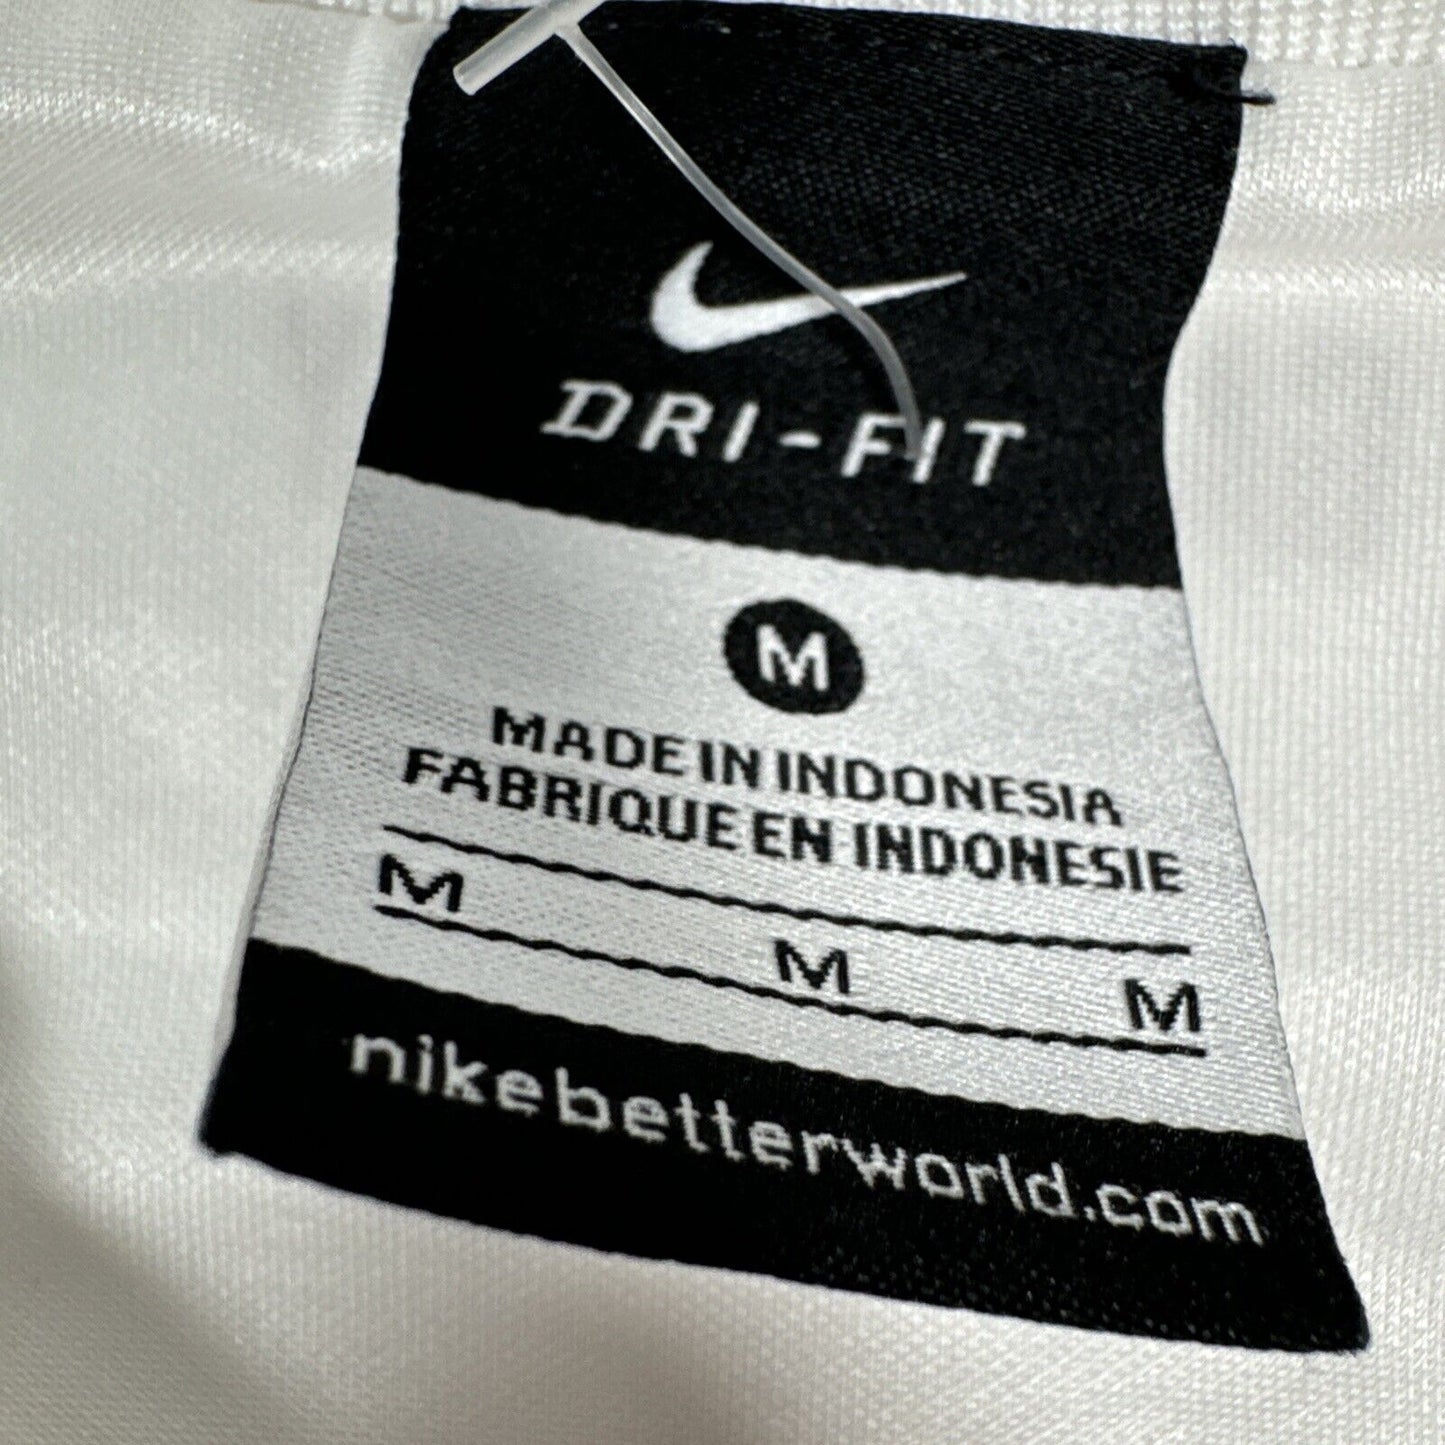 DRI-FIT
M
MADE IN INDONESIA
FABRIQUE EN INDONESIE
M M M
nikebetterworld.com